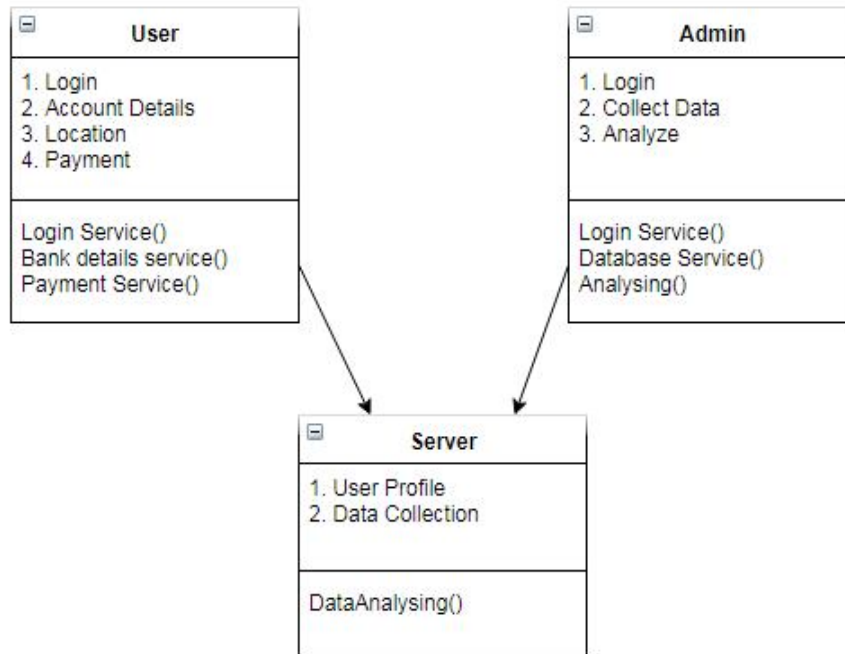 User
1. Login
2. Account Details
3. Location
4. Payment
Login Service()
Bank details service()
Payment Service()
Admin
1. Login
2. Collect Data
3. Analyze
Login Service()
Database Service()
Analysing()
Server
1. User Profile
2. Data Collection
DataAnalysing()